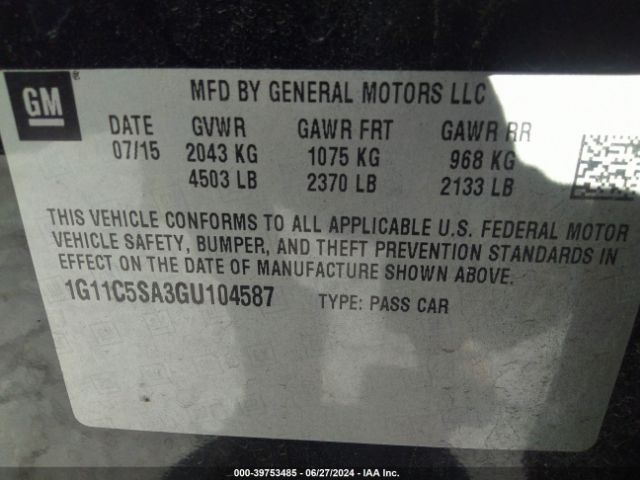 GM
MFD BY GENERAL MOTORS LLC
DATE GVWR GAWR FRT GAWR RR
07/15 2043 KG 1075 KG 968 KG
4503 LB 2370 LB 2133 LB
THIS VEHICLE CONFORMS TO ALL APPLICABLE U.S. FEDERAL MOTOR
VEHICLE SAFETY, BUMPER, AND THEFT PREVENTION STANDARDS IN
EFFECT ON THE DATE OF MANUFACTURE SHOWN ABOVE.
1G11C5SA3GU104587 TYPE: PASS CAR
000-39753485 - 06/27/2024 - IAA Inc.